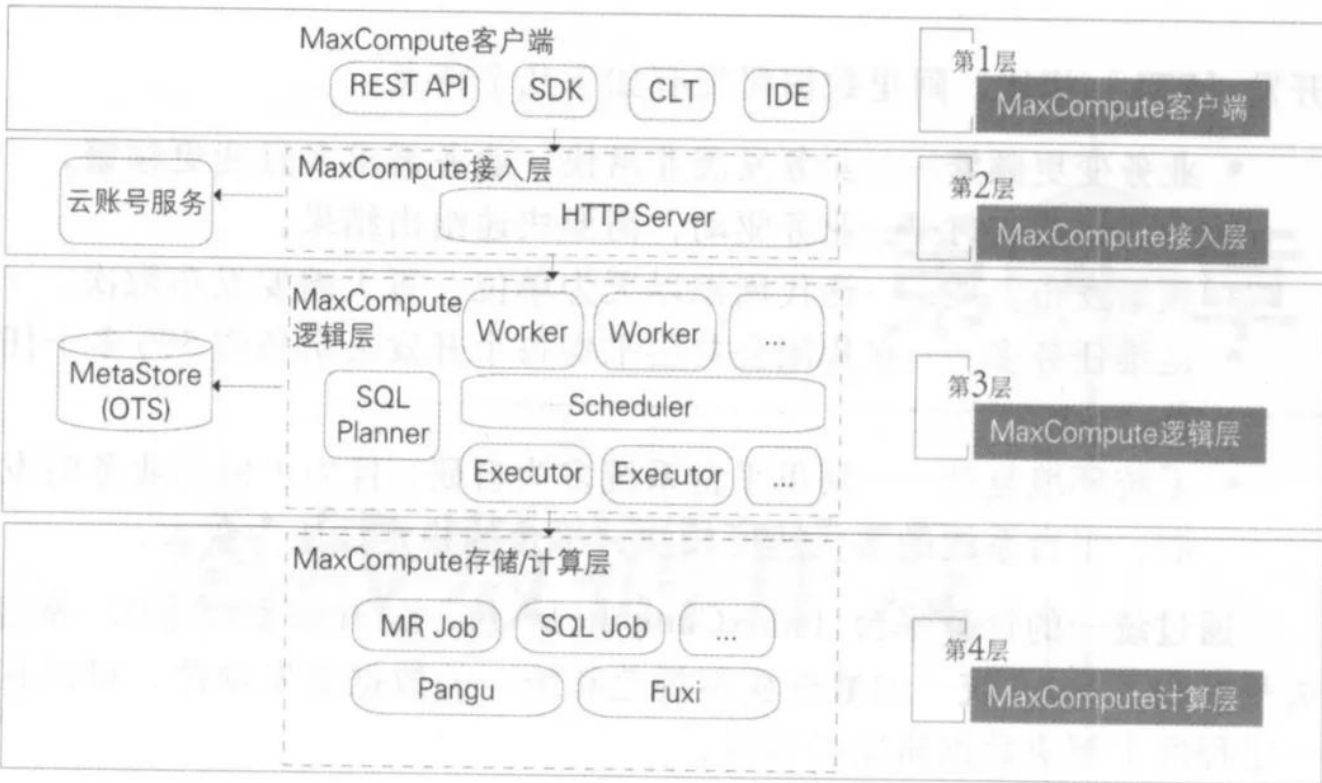 MaxCompute客户端
REST API
SDK
CLT
IDE
第1层
MaxCompute客户端
云账号服务
MaxCompute接入层
HTTP Server
第2层
MaxCompute接入层
MetaStore
(OTS)
MaxCompute
逻辑层
Worker
Worker
...
SQL
Planner
Scheduler
Executor
Executor
...
第3层
MaxCompute逻辑层
MaxCompute存储/计算层
MR Job
SQL Job
...
Pangu
Fuxi
第4层
MaxCompute计算层